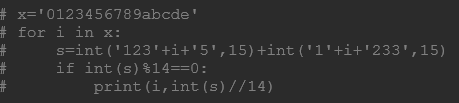 # x='0123456789abcde'
# for i in x:
#     s=int('123'+i+'5',15)+int('1'+i+'233',15)
#     if int(s)%14==0:
#         print(i,int(s)//14)